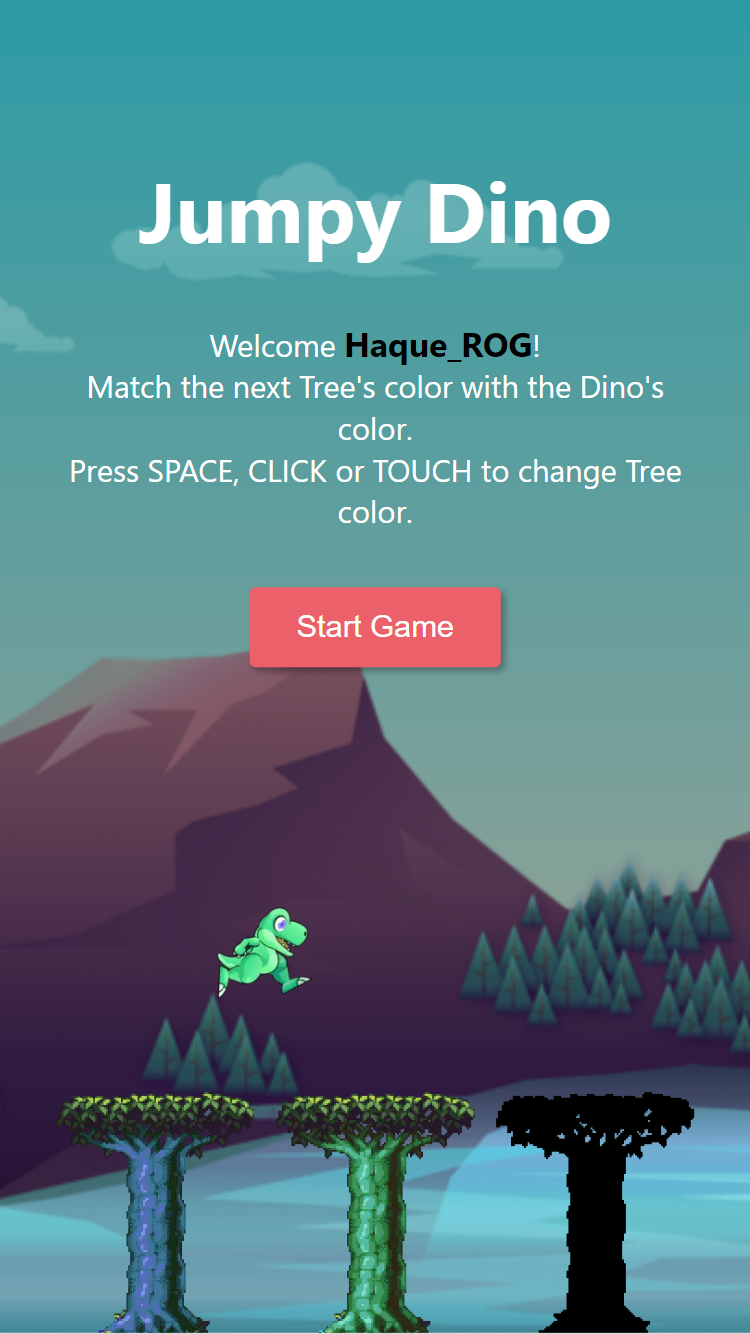 Jumpy Dino
Welcome Haque_ROG!
Match the next Tree's color with the Dino's
color.
Press SPACE, CLICK or TOUCH to change Tree
color.
Start Game